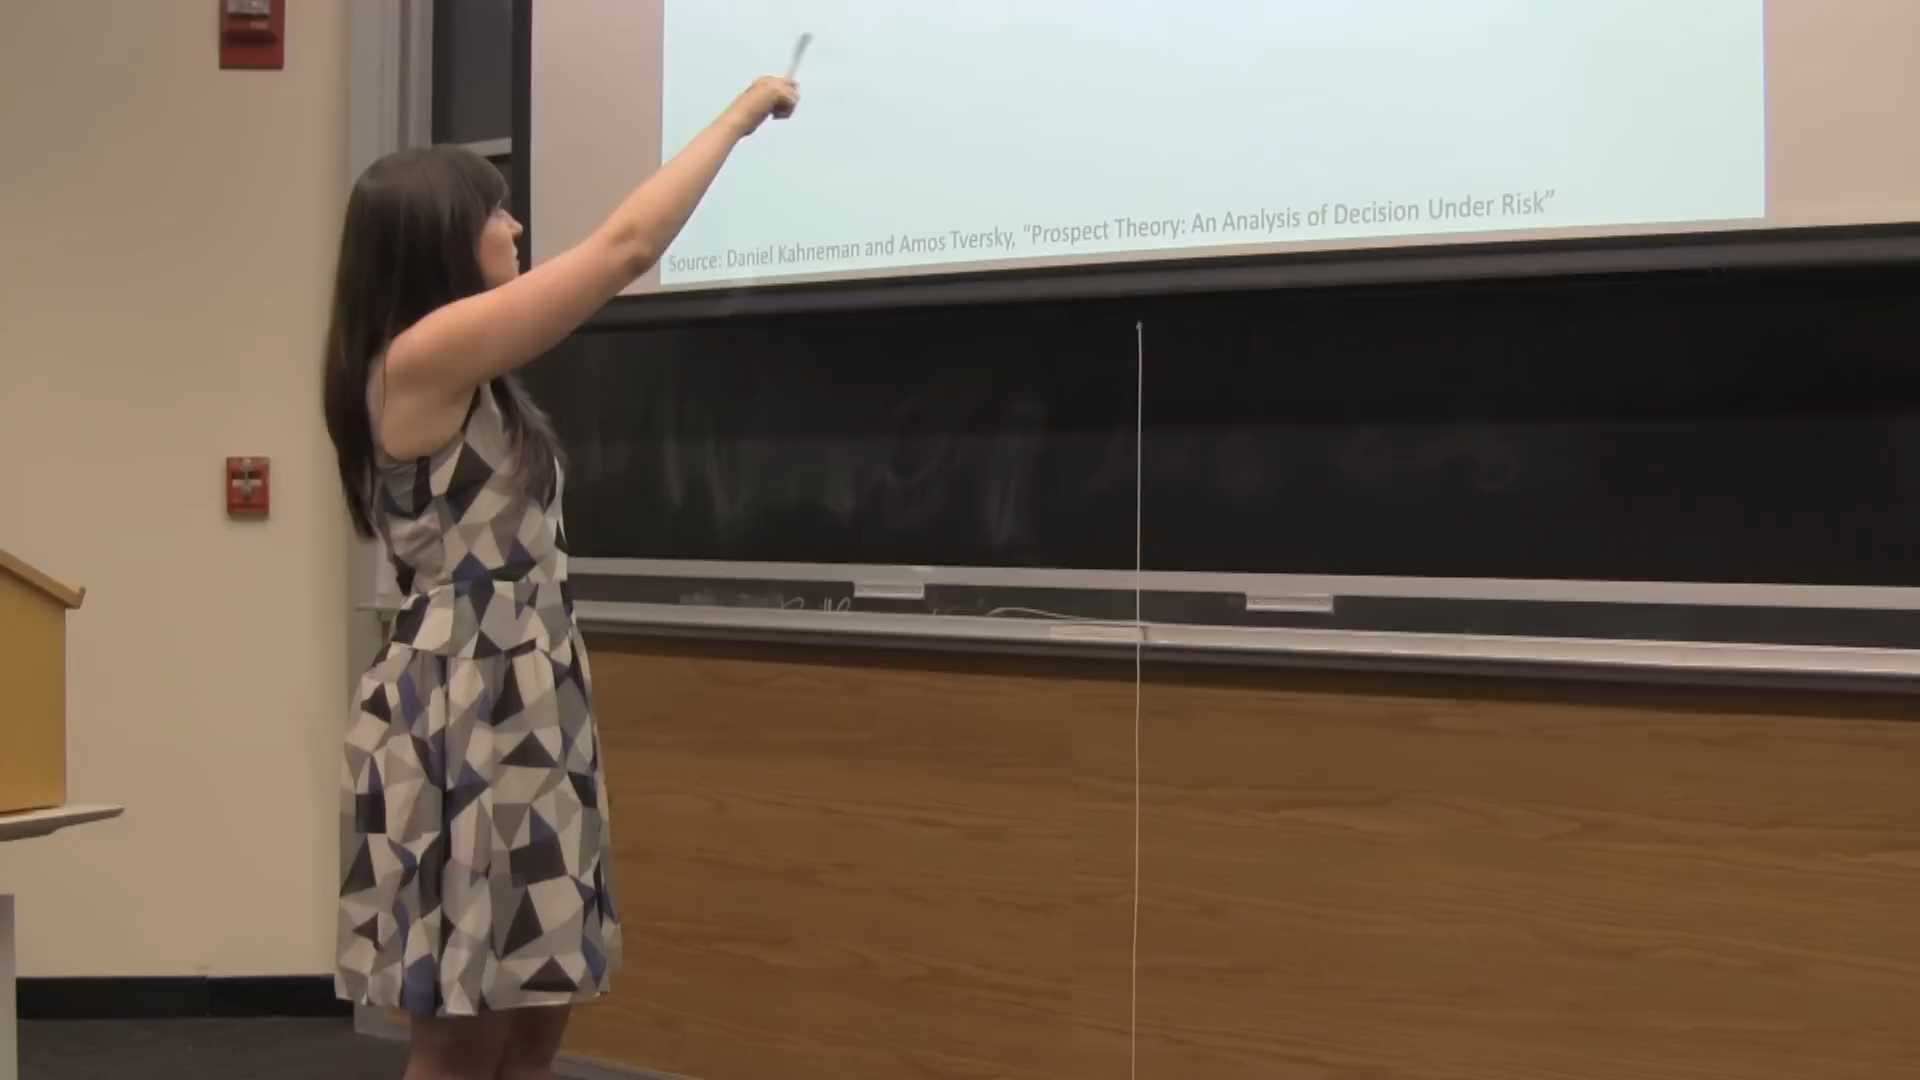 Source: Daniel Kahneman and Amos Tversky, “Prospect Theory: An Analysis of Decision Under Risk”